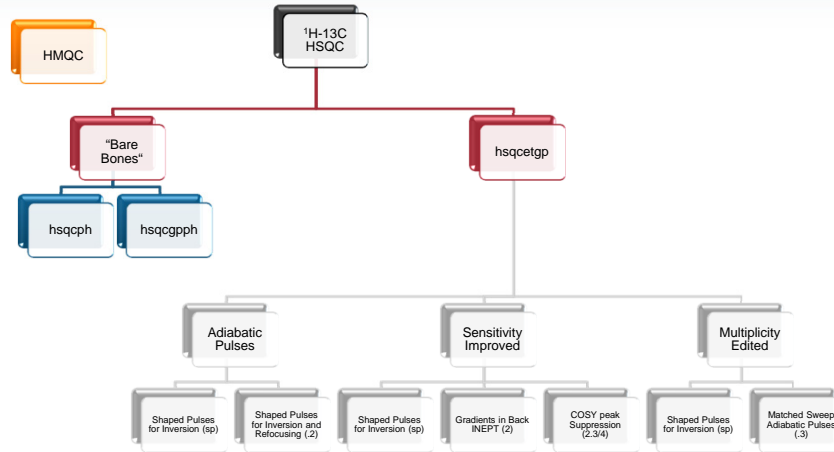 ¹H-13C
HSQC
HMQC
“Bare
Bones“
hsqcetgp
hsqcph
hsqcgpph
Adiabatic
Pulses
Sensitivity
Improved
Multiplicity
Edited
Shaped Pulses
for Inversion (sp)
Shaped Pulses
for Inversion and
Refocusing (.2)
Shaped Pulses
for Inversion (sp)
Gradients in Back
INEPT (2)
COSY peak
Suppression
(2.3/4)
Shaped Pulses
for Inversion (sp)
Matched Sweep
Adiabatic Pulses
(.3)